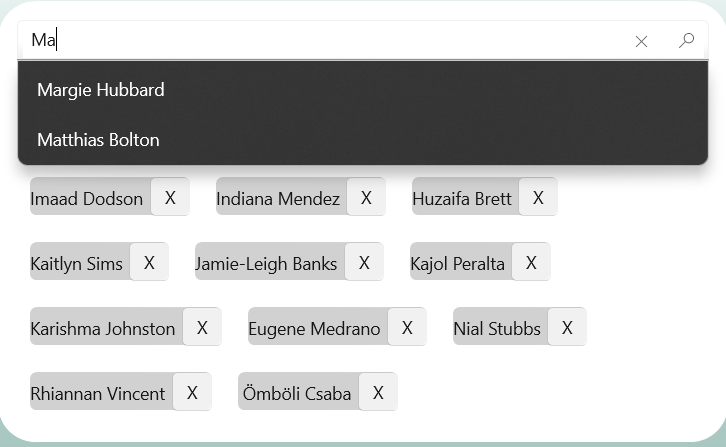 Ma
Margie Hubbard
Matthias Bolton
Imaad Dodson X Indiana Mendez X Huzaifa Brett X
Kaitlyn Sims X Jamie-Leigh Banks X Kajol Peralta X
Karishma Johnston X Eugene Medrano X Nial Stubbs X
Rhiannan Vincent X Ömböli Csaba X